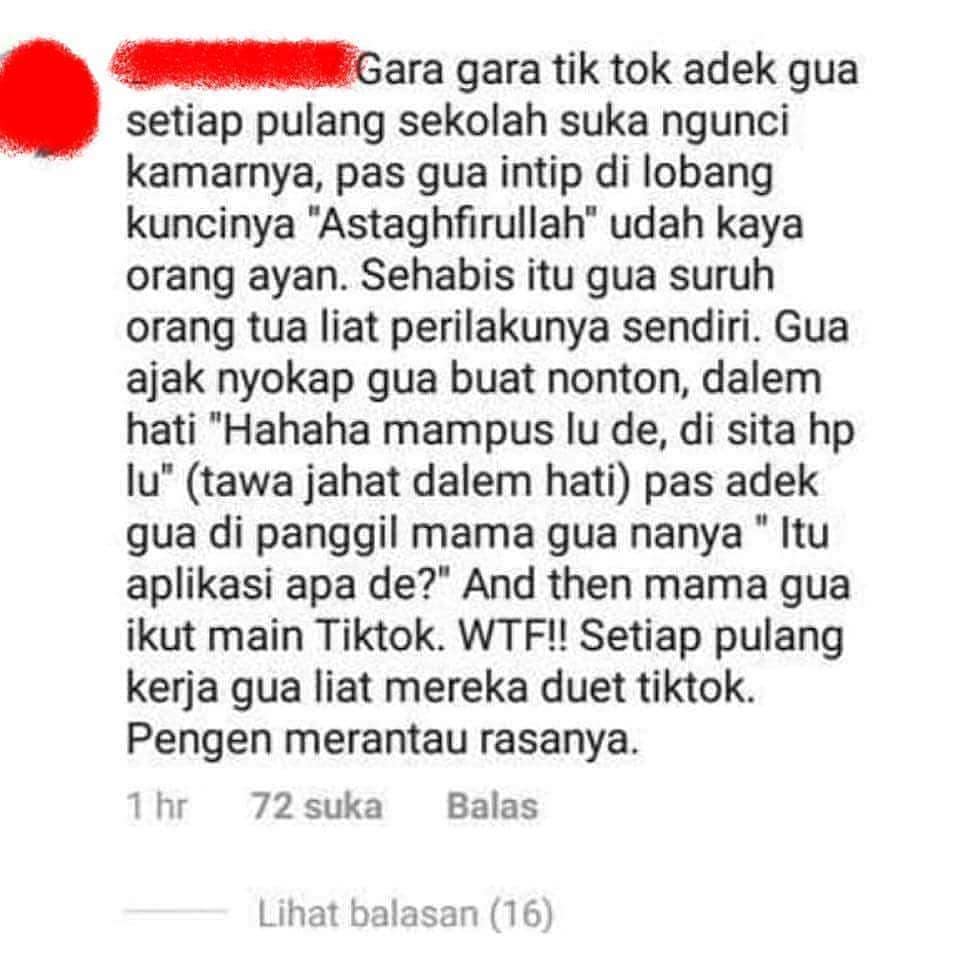 Gara gara tik tok adek gua
setiap pulang sekolah suka ngunci
kamarnya, pas gua intip di lobang
kuncinya "Astaghfirullah" udah kaya
orang ayan. Sehabis itu gua suruh
orang tua liat perilakunya sendiri. Gua
ajak nyokap gua buat nonton, dalem
hati "Hahaha mampus lu de, di sita hp
lu" (tawa jahat dalem hati) pas adek
gua di panggil mama gua nanya " Itu
aplikasi apa de?" And then mama gua
ikut main Tiktok. WTF!! Setiap pulang
kerja gua liat mereka duet tiktok.
Pengen merantau rasanya.
1 hr 72 suka Balas
Lihat balasan (16)